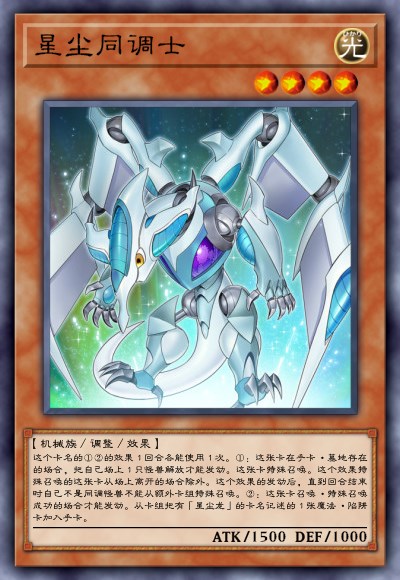 星尘同调士
ひかり
光
【机械族／调整／效果】
这个卡名的①②的效果1回合各能使用1次。①：这张卡在手卡·墓地存在
的场合，把自己场上1只怪兽解放才能发动。这张卡特殊召唤。这个效果特
殊召唤的这张卡从场上离开的场合除外。这个效果的发动后，直到回合结束
时自己不是同调怪兽不能从额外卡组特殊召唤。②：这张卡召唤·特殊召唤
成功的场合才能发动。从卡组把有「星尘龙」的卡名记述的1张魔法·陷阱
卡加入手卡。
ATK/1500 DEF/1000